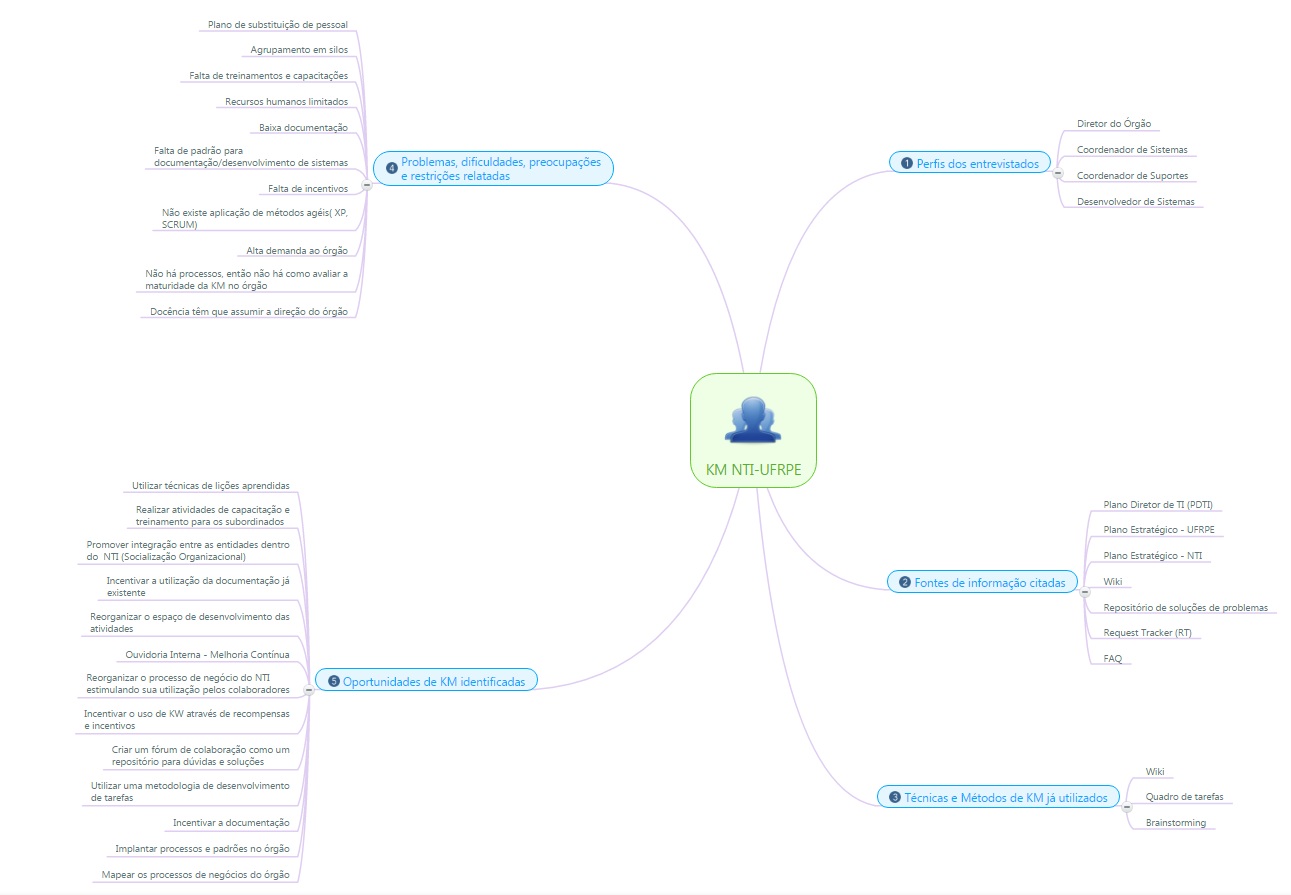 KM NTI-UFRPE
1 Perfis dos entrevistados
Diretor do Órgão
Coordenador de Sistemas
Coordenador de Suportes
Desenvolvedor de Sistemas
2 Fontes de informação citadas
Plano Diretor de TI (PDTI)
Plano Estratégico - UFRPE
Plano Estratégico - NTI
Wiki
Repositório de soluções de problemas
Request Tracker (RT)
FAQ
3 Técnicas e Métodos de KM já utilizados
Wiki
Quadro de tarefas
Brainstorming
4 Problemas, dificuldades, preocupações
e restrições relatadas
Plano de substituição de pessoal
Agrupamento em silos
Falta de treinamentos e capacitações
Recursos humanos limitados
Baixa documentação
Falta de padrão para
documentação/desenvolvimento de sistemas
Falta de incentivos
Não existe aplicação de métodos agéis( XP,
SCRUM)
Alta demanda ao órgão
Não há processos, então não há como avaliar a
maturidade da KM no órgão
Docência têm que assumir a direção do órgão
5 Oportunidades de KM identificadas
Utilizar técnicas de lições aprendidas
Realizar atividades de capacitação e
treinamento para os subordinados
Promover integração entre as entidades dentro
do NTI (Socialização Organizacional)
Incentivar a utilização da documentação já
existente
Reorganizar o espaço de desenvolvimento das
atividades
Ouvidoria Interna - Melhoria Contínua
Reorganizar o processo de negócio do NTI
estimulando sua utilização pelos colaboradores
Incentivar o uso de KW através de recompensas
e incentivos
Criar um fórum de colaboração como um
repositório para dúvidas e soluções
Utilizar uma metodologia de desenvolvimento
de tarefas
Incentivar a documentação
Implantar processos e padrões no órgão
Mapear os processos de negócios do órgão